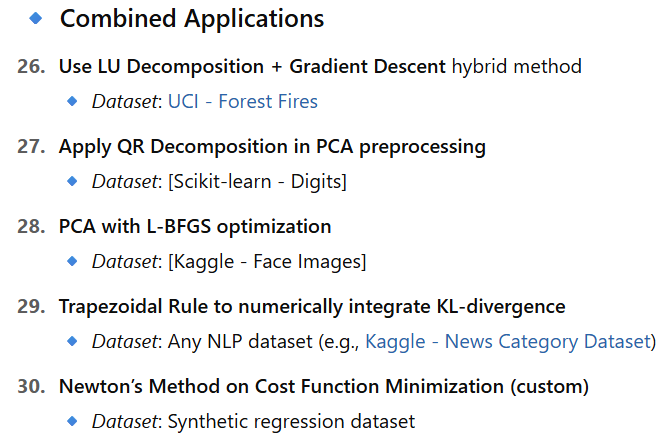 Combined Applications
26. Use LU Decomposition + Gradient Descent hybrid method
Dataset: UCI - Forest Fires
27. Apply QR Decomposition in PCA preprocessing
Dataset: [Scikit-learn - Digits]
28. PCA with L-BFGS optimization
Dataset: [Kaggle - Face Images]
29. Trapezoidal Rule to numerically integrate KL-divergence
Dataset: Any NLP dataset (e.g., Kaggle - News Category Dataset)
30. Newton’s Method on Cost Function Minimization (custom)
Dataset: Synthetic regression dataset